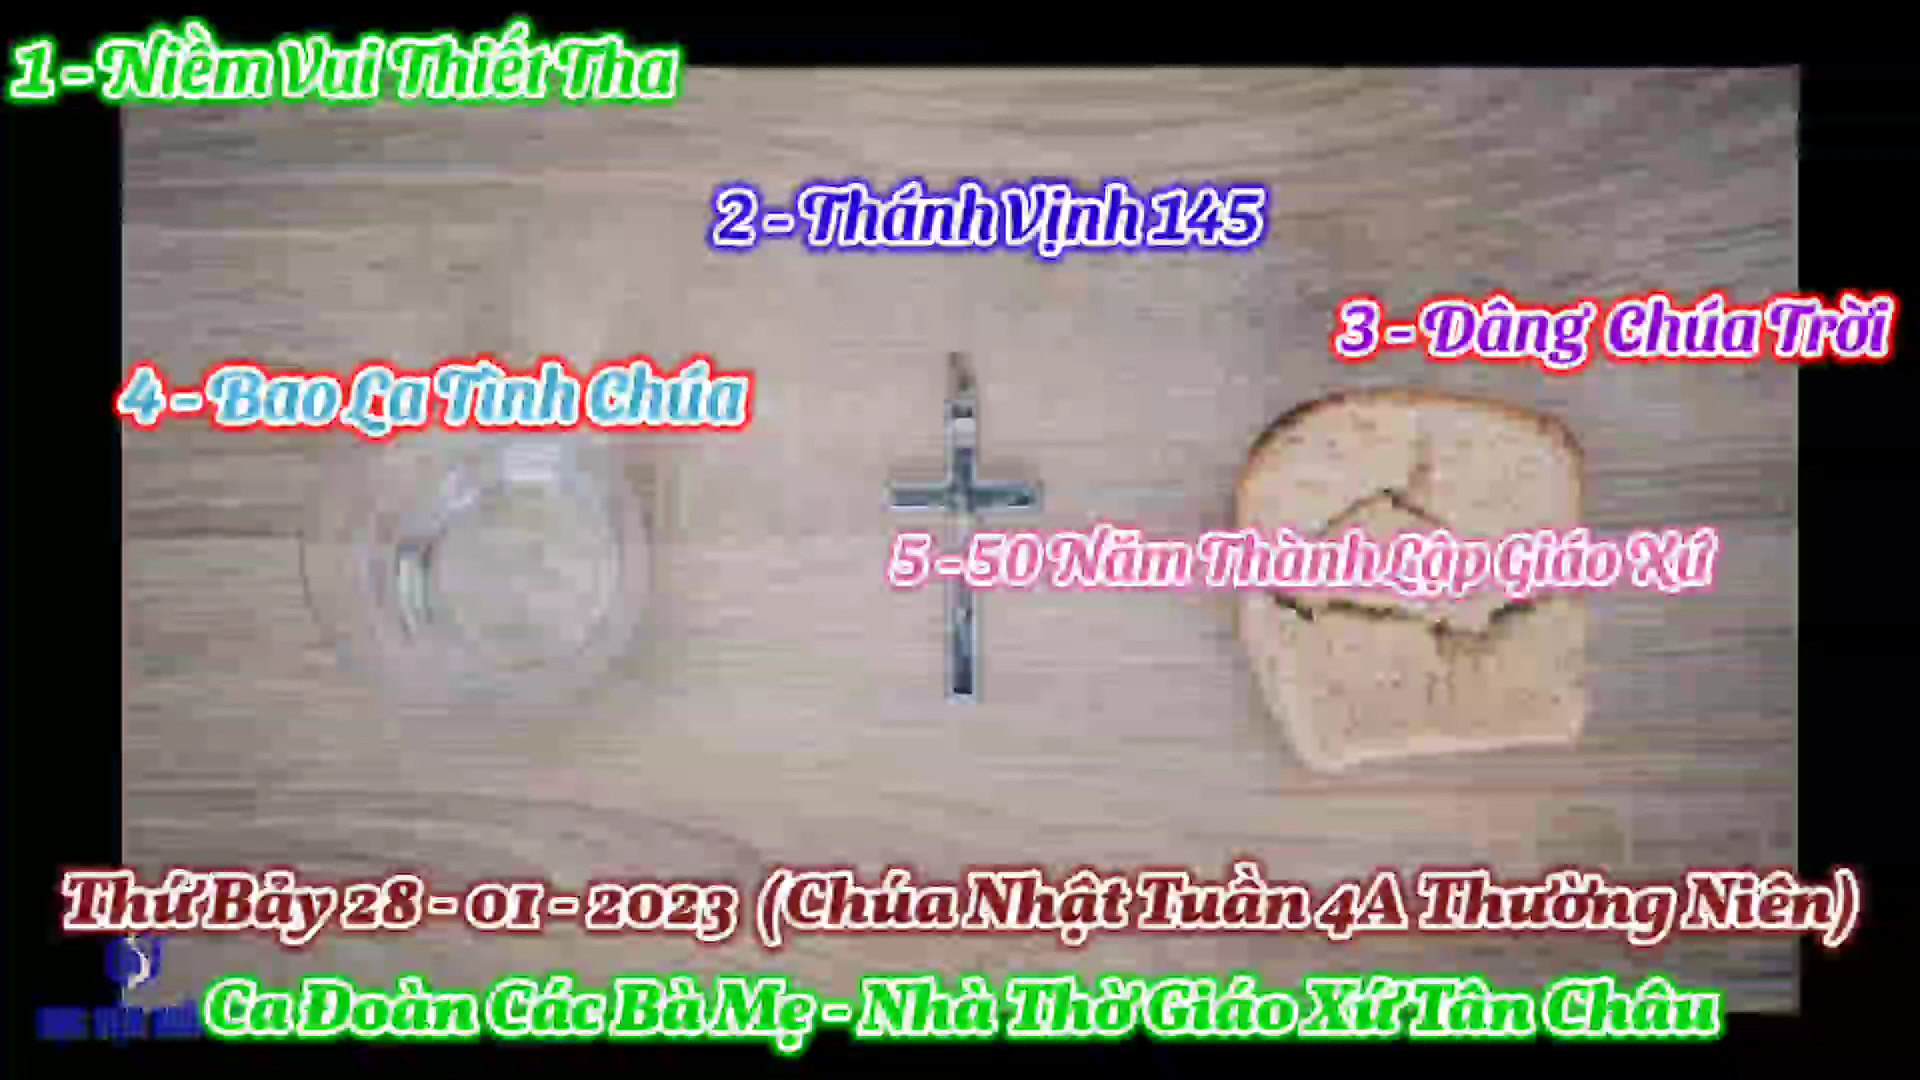 1 - Niềm Vui Thiết Tha
2 - Thánh Vịnh 145
3 - Dâng Chúa Trời
4 - Bao La Tình Chúa
5 - 50 Năm Thành Lập Giáo Xứ
Thứ Bảy 28 - 01 - 2023 (Chúa Nhật Tuần 4A Thường Niên)
Ca Đoàn Các Bà Mẹ - Nhà Thờ Giáo Xứ Tân Châu